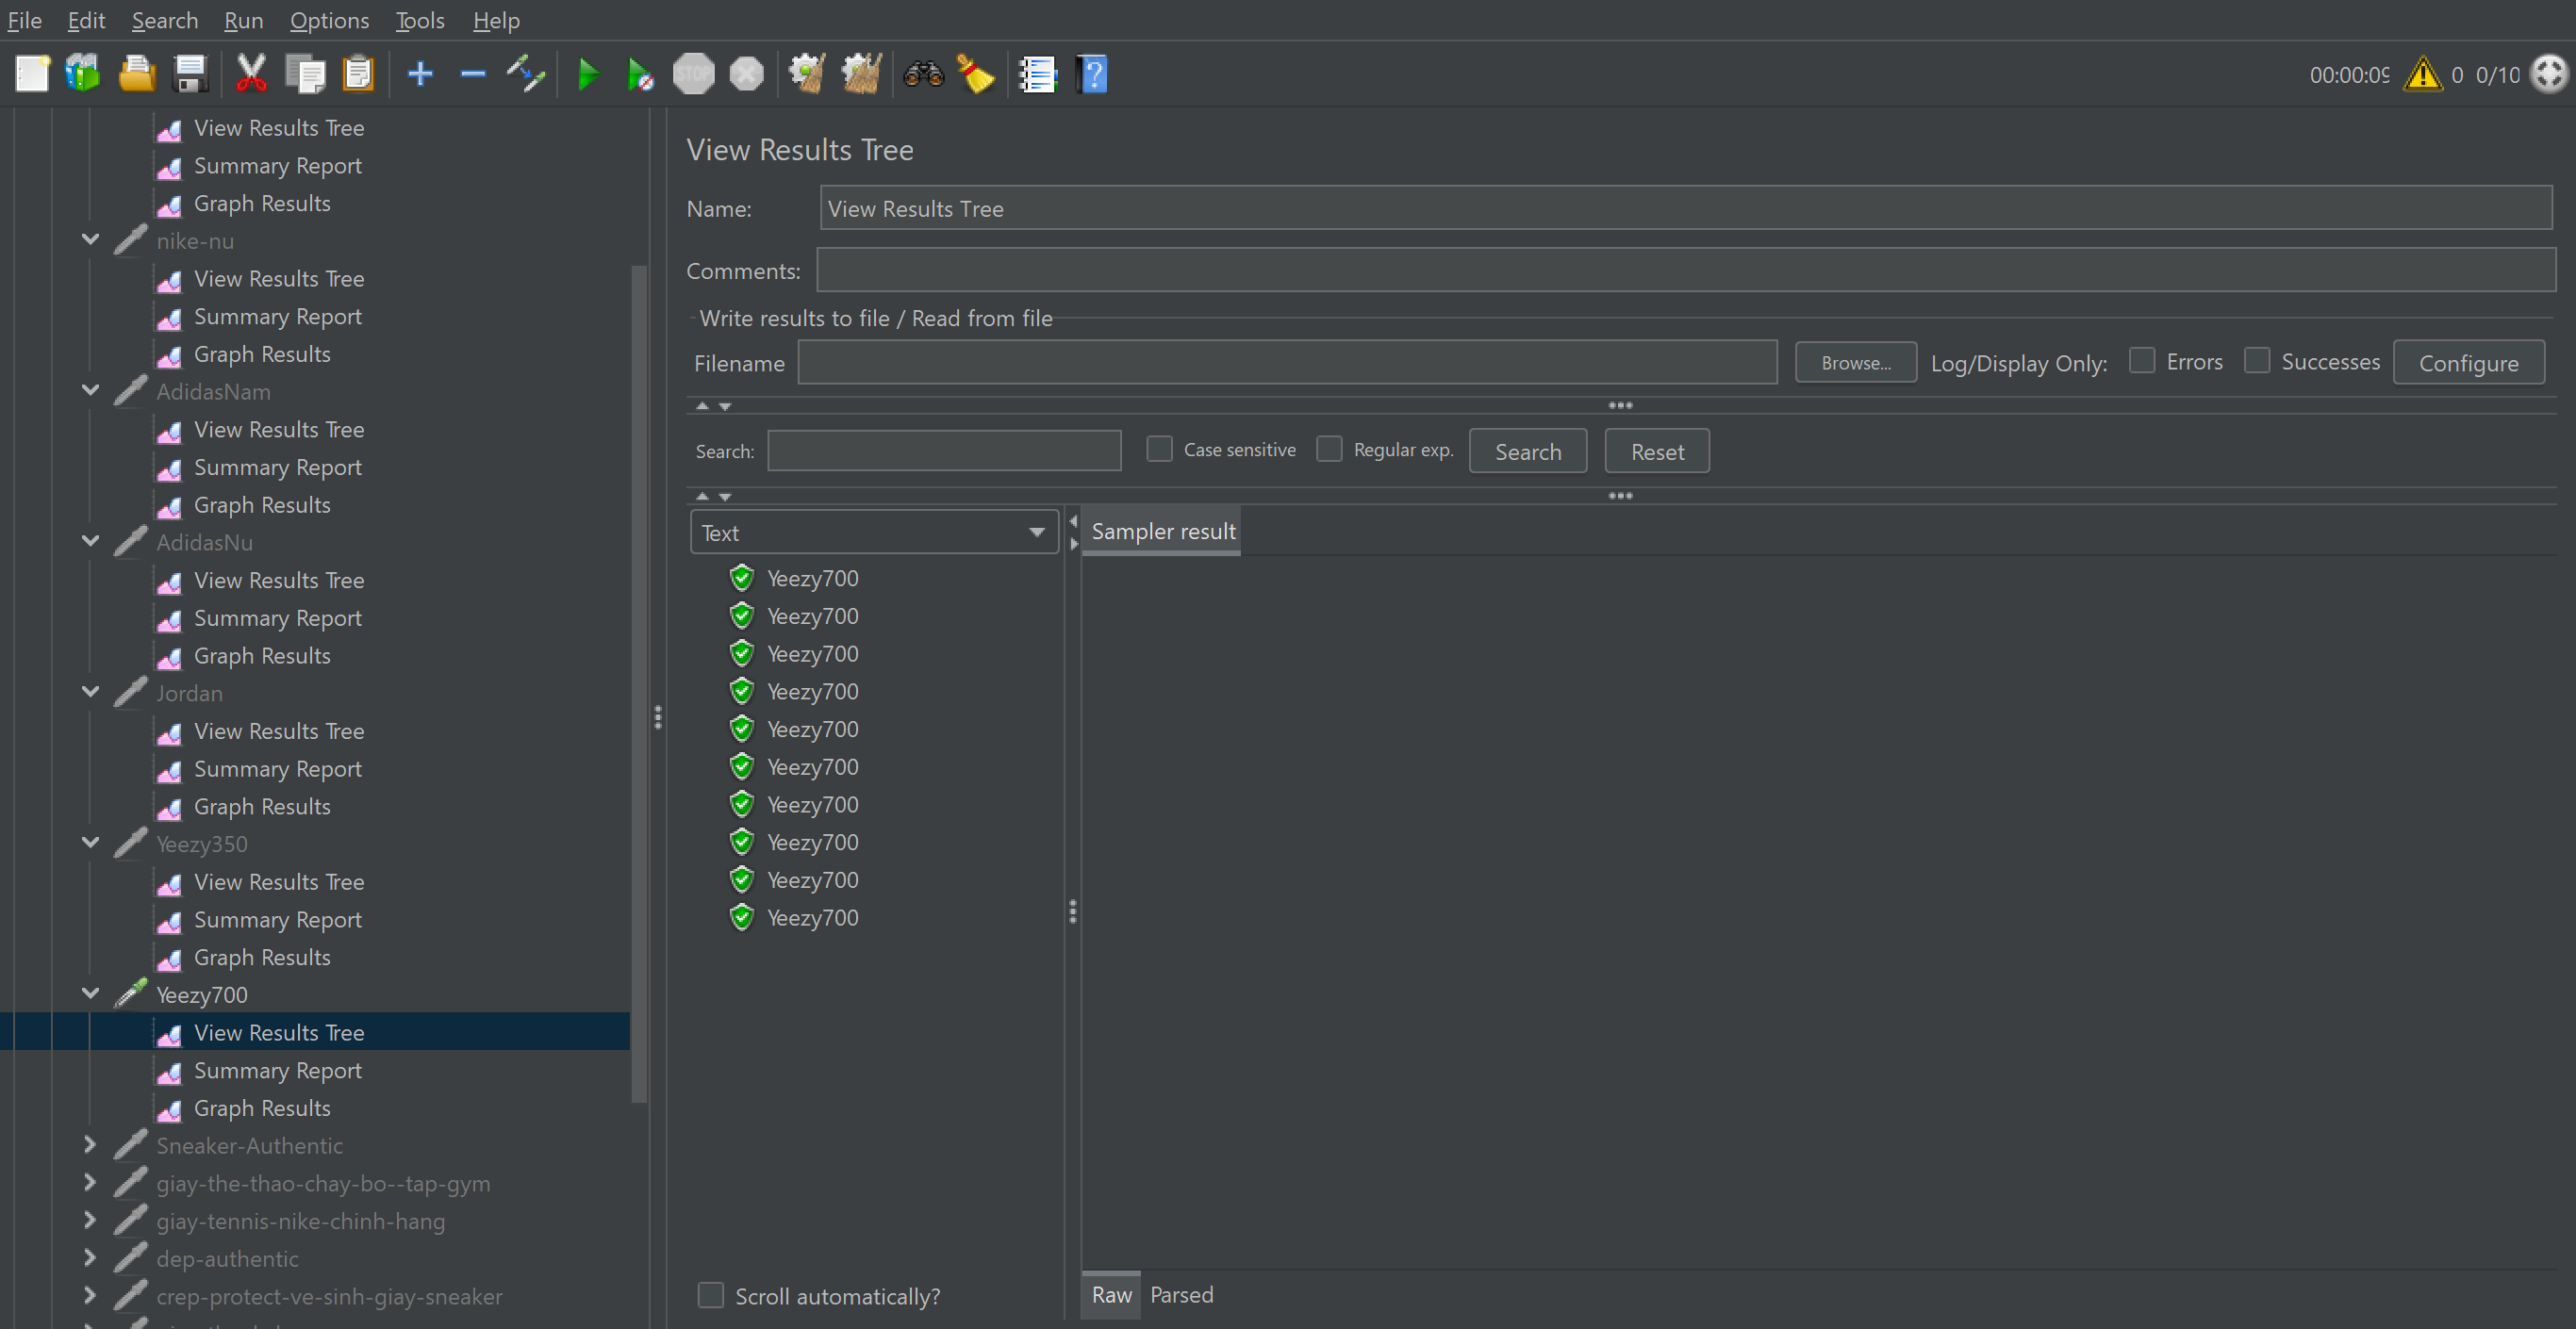 File Edit Search Run Options Tools Help
STOP
00:00:09 0 0/10
View Results Tree
Summary Report
Graph Results
nike-nu
View Results Tree
Summary Report
Graph Results
AdidasNam
View Results Tree
Summary Report
Graph Results
AdidasNu
View Results Tree
Summary Report
Graph Results
Jordan
View Results Tree
Summary Report
Graph Results
Yeezy350
View Results Tree
Summary Report
Graph Results
Yeezy700
View Results Tree
Summary Report
Graph Results
Sneaker-Authentic
giay-the-thao-chay-bo--tap-gym
giay-tennis-nike-chinh-hang
dep-authentic
crep-protect-ve-sinh-giay-sneaker
View Results Tree
Name: View Results Tree
Comments:
Write results to file / Read from file
Filename Browse... Log/Display Only: Errors Successes Configure
Search: Case sensitive Regular exp. Search Reset
Text
Sampler result
Yeezy700
Yeezy700
Yeezy700
Yeezy700
Yeezy700
Yeezy700
Yeezy700
Yeezy700
Yeezy700
Yeezy700
Scroll automatically?
Raw Parsed